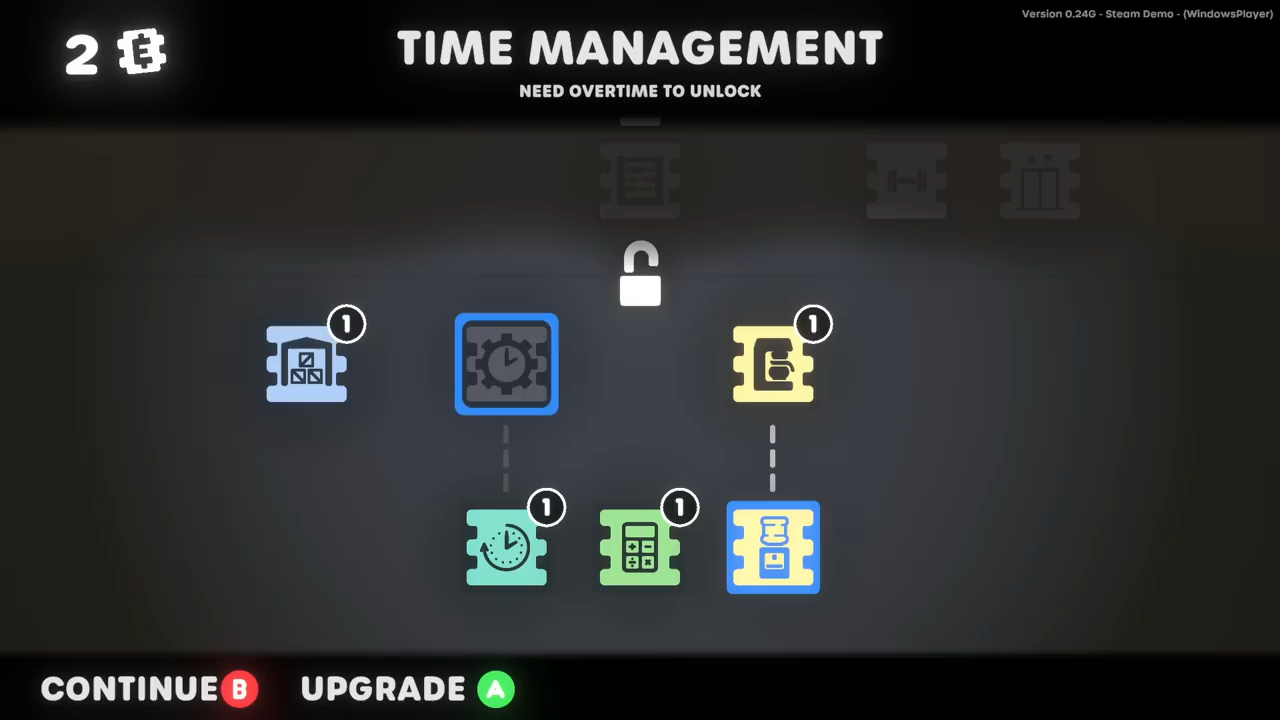 Version 0.24G - Steam Demo - (WindowsPlayer)
2 E
TIME MANAGEMENT
NEED OVERTIME TO UNLOCK
1
1
1
1
CONTINUE B
UPGRADE A